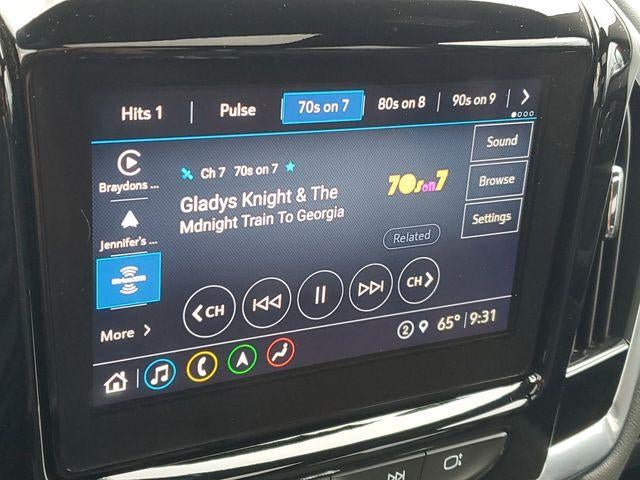 Hits 1 | Pulse 70s on 7 80s on 8 90s on 9 |
Braydons ...
Ch 7 70s on 7
70s on 7
Sound
Gladys Knight & The
Mdnight Train To Georgia
Browse
Jennifer's ...
Settings
Related
SiriusXM
<CH
CH>
More >
2 65° | 9:31